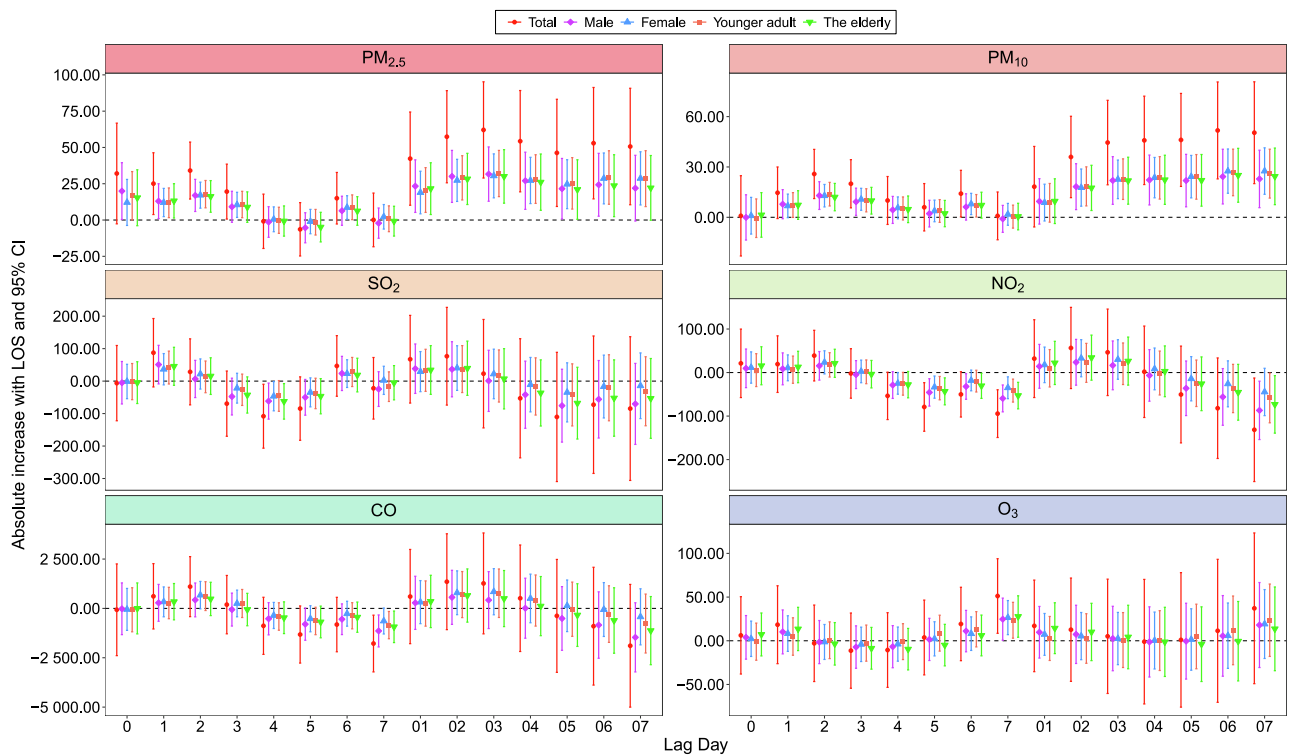 Total Male Female Younger adult The elderly
PM2.5
PM10
100.00
75.00
50.00
25.00
0.00
−25.00
60.00
30.00
0.00
SO2
NO2
200.00
100.00
0.00
−100.00
−200.00
−300.00
100.00
0.00
−100.00
−200.00
CO
O3
2 500.00
0.00
−2 500.00
−5 000.00
100.00
50.00
0.00
−50.00
0 1 2 3 4 5 6 7 01 02 03 04 05 06 07
0 1 2 3 4 5 6 7 01 02 03 04 05 06 07
Absolute increase with LOS and 95% CI
Lag Day